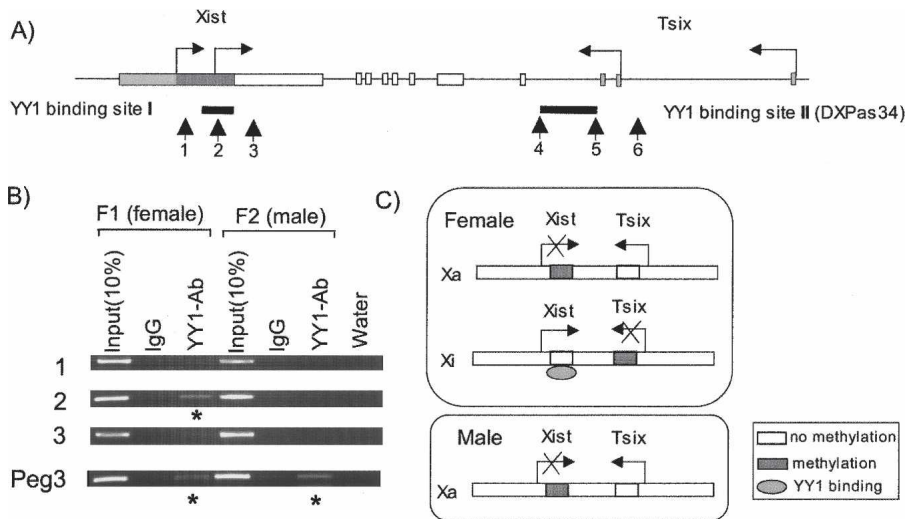 A)
Xist
Tsix
YY1 binding site I
YY1 binding site II (DXPas34)
1
2
3
4
5
6
B)
F1 (female)
F2 (male)
Input(10%)
IgG
YY1-Ab
Input(10%)
IgG
YY1-Ab
Water
1
2
*
3
Peg3
*
*
C)
Female
Xist
Tsix
Xa
Xist
Tsix
Xi
Male
Xist
Tsix
Xa
no methylation
methylation
YY1 binding